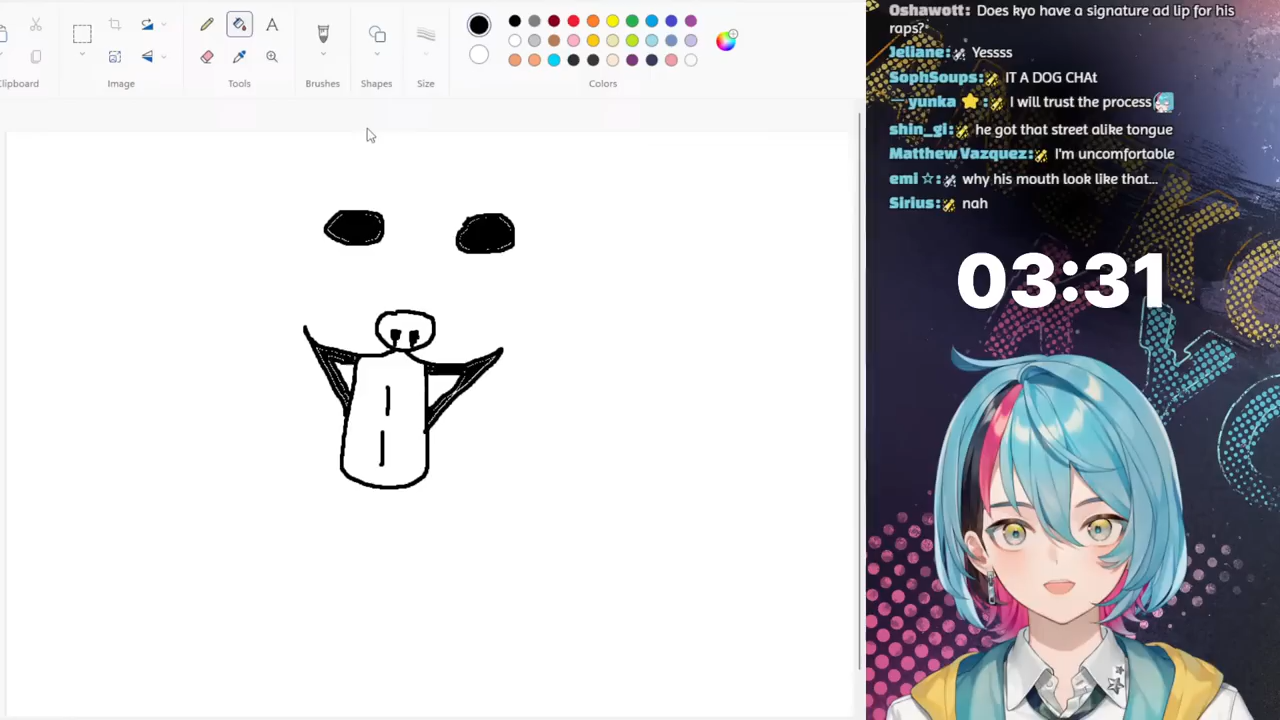 Clipboard
Image
Tools
Brushes
Shapes
Size
Colors
Oshawott: Does kyo have a signature ad lip for his
raps?
Jeliane: Yessss
SophSoups: IT A DOG CHAt
一 yunka : I will trust the process
shin_gi: he got that street alike tongue
Matthew Vazquez: I'm uncomfortable
emi ☆: why his mouth look like that...
Sirius: nah
03:31